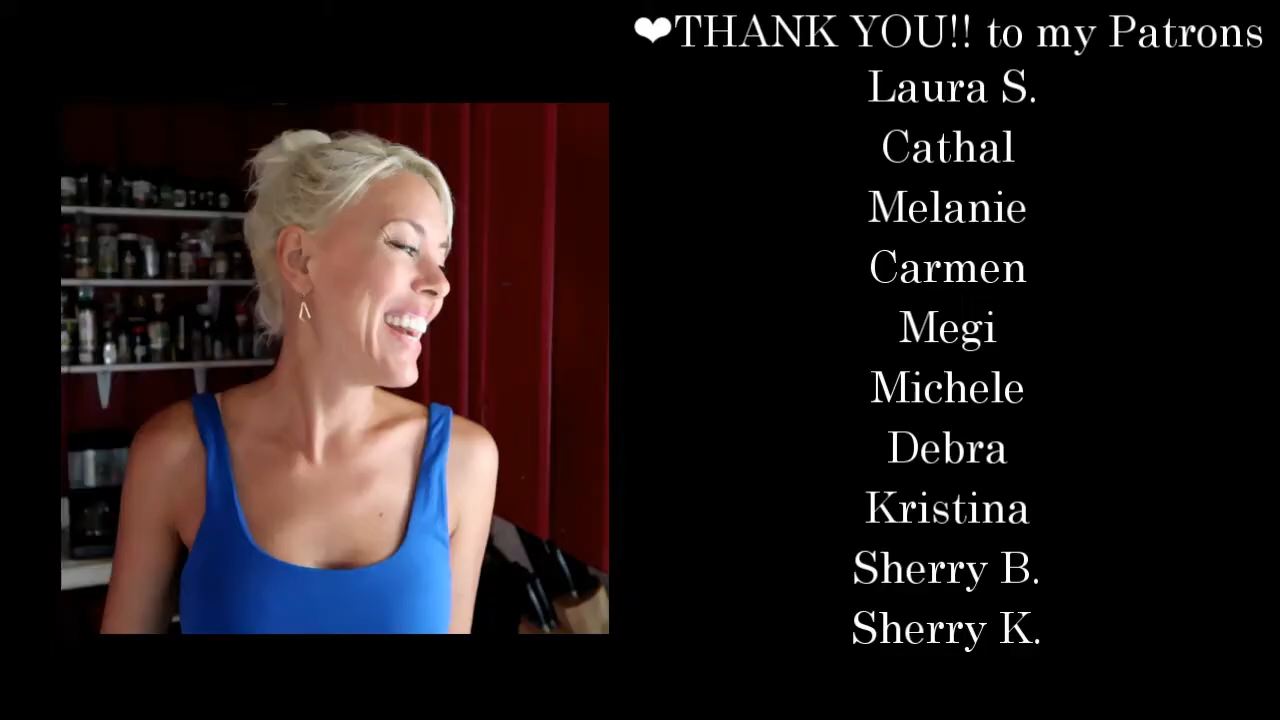 ❤THANK YOU!! to my Patrons
Laura S.
Cathal
Melanie
Carmen
Megi
Michele
Debra
Kristina
Sherry B.
Sherry K.